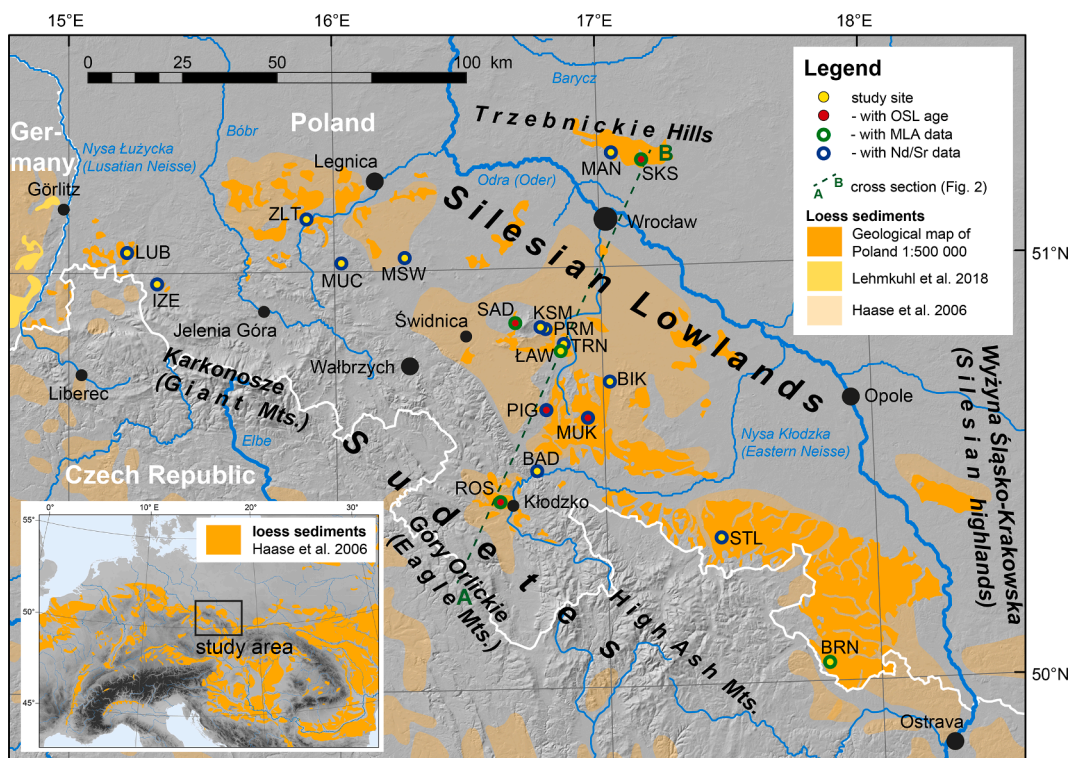 15°E
16°E
17°E
18°E
0
25
50
100
km
Barycz
Legend
study site
- with OSL age
- with MLA data
- with Nd/Sr data
A
B
cross section (Fig. 2)
Loess sediments
Geological map of
Poland 1:500 000
Lehmkuhl et al. 2018
Haase et al. 2006
Trzebnickie Hills
Ger-
many
Poland
Bóbr
Nysa Łużycka
(Lusatian Neisse)
Legnica
MAN
B
SKS
Görlitz
Odra (Oder)
ZLT
Wrocław
Silesian Lowlands
LUB
MUC
MSW
51°N
IZE
SAD
KSM
PRM
TRN
ŁAW
Jelenia Góra
Świdnica
Wałbrzych
Karkonosze
(Giant Mts.)
Liberec
BIK
PIG
MUK
Opole
Wyżyna Śląsko-Krakowska
(Silesian highlands)
Elbe
Nysa Kłodzka
(Eastern Neisse)
Czech Republic
BAD
ROS
Kłodzko
Sudetes
STL
Góry Orlickie
(Eagle Mts.)
A
High Ash Mts.
BRN
50°N
Ostrava
0°
10°E
20°E
30°E
55°
50°
45°
loess sediments
Haase et al. 2006
study area
0°
10°E
20°E